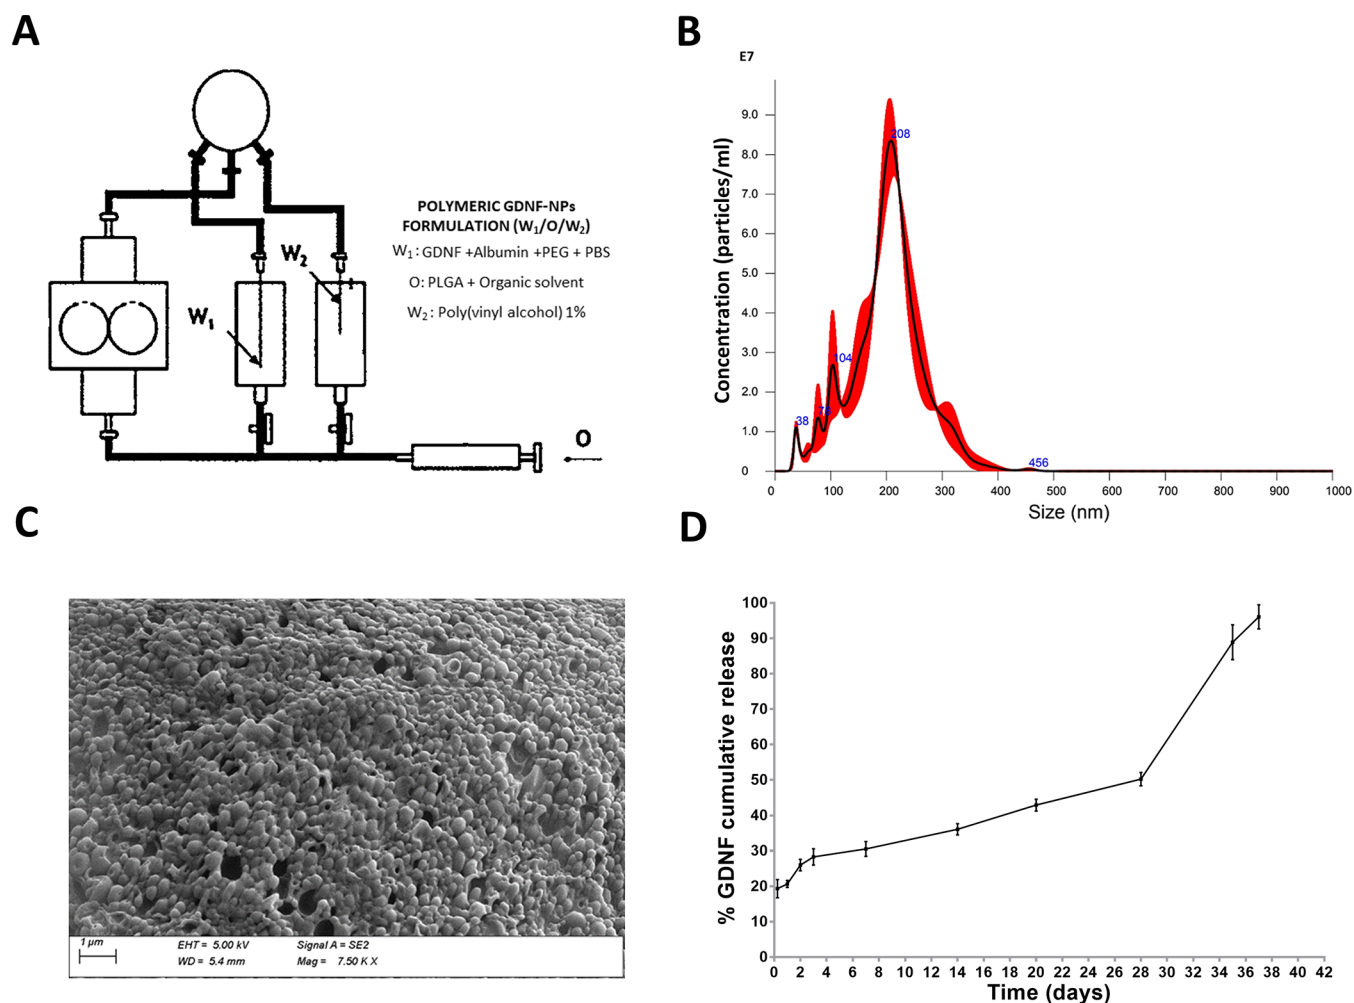 A
POLYMERIC GDNF-NPs
FORMULATION (W1/O/W2)
W1: GDNF +Albumin +PEG + PBS
O: PLGA + Organic solvent
W2: Poly(vinyl alcohol) 1%
W1
W2
O
B
E7
Concentration (particles/ml)
9.0
8.0
7.0
6.0
5.0
4.0
3.0
2.0
1.0
0
208
104
38
456
0 100 200 300 400 500 600 700 800 900 1000
Size (nm)
C
1 µm
EHT = 5.00 kV Signal A = SE2
WD = 5.4 mm Mag = 7.50 K X
D
% GDNF cumulative release
100
90
80
70
60
50
40
30
20
10
0
0 2 4 6 8 10 12 14 16 18 20 22 24 26 28 30 32 34 36 38 40 42
Time (days)